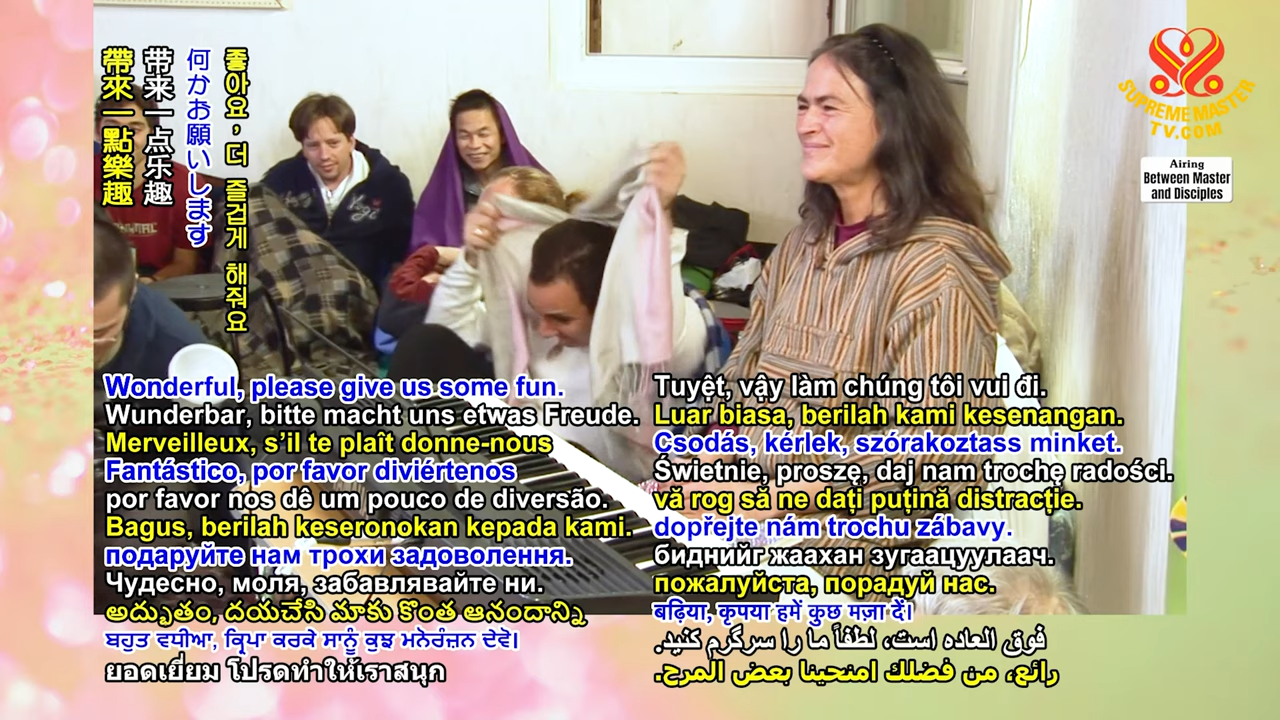 帶來一點樂趣
带来一点乐趣
何かお願いします
좋아요, 더 즐겁게 해줘요
SUPREME MASTER
TV.COM
Airing
Between Master
and Disciples
Wonderful, please give us some fun.
Wunderbar, bitte macht uns etwas Freude.
Merveilleux, s’il te plaît donne-nous
Fantástico, por favor diviértenos
por favor nos dê um pouco de diversão.
Bagus, berilah keseronokan kepada kami.
подаруйте нам трохи задоволення.
Чудесно, моля, забавлявайте ни.
అద్భుతం, దయచేసి మాకు కొంత ఆనందాన్ని
ਬਹੁਤ ਵਧੀਆ, ਕ੍ਰਿਪਾ ਕਰਕੇ ਸਾਨੂੰ ਕੁਝ ਮਨੋਰੰਜਨ ਦੇਵੋ।
ยอดเยี่ยม โปรดทำให้เราสนุก
Tuyệt, vậy làm chúng tôi vui đi.
Luar biasa, berilah kami kesenangan.
Csodás, kérlek, szórakoztass minket.
Świetnie, proszę, daj nam trochę radości.
vă rog să ne dați puțină distracție.
dopřejte nám trochu zábavy.
биднийг жаахан зугаацуулаач.
пожалуйста, порадуй нас.
बढ़िया, कृपया हमें कुछ मज़ा दें।
فوق العاده است، لطفاً ما را سرگرم کنید.
رائع، من فضلك امنحينا بعض المرح.